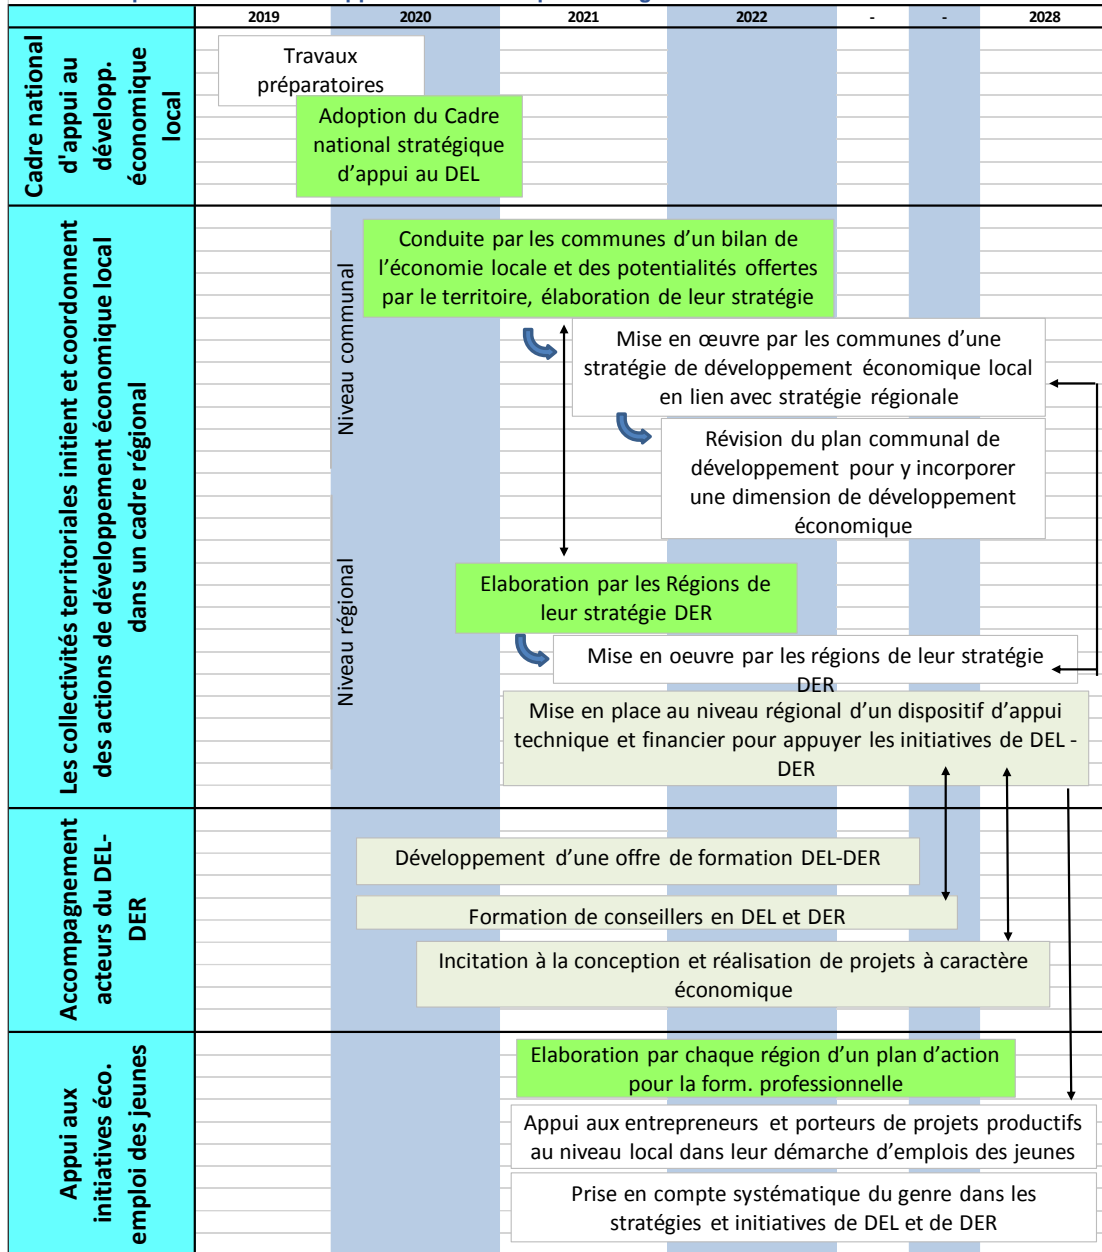 2019 2020 2021 2022 - - 2028
Cadre national
d'appui au
développ.
économique
local
Travaux
préparatoires
Adoption du Cadre
national stratégique
d'appui au DEL
Les collectivités territoriales initient et coordonnent
des actions de développement économique local
dans un cadre régional
Niveau communal
Conduite par les communes d'un bilan de
l'économie locale et des potentialités offertes
par le territoire, élaboration de leur stratégie
Mise en œuvre par les communes d'une
stratégie de développement économique local
en lien avec stratégie régionale
Révision du plan communal de
développement pour y incorporer
une dimension de développement
économique
Niveau régional
Elaboration par les Régions de
leur stratégie DER
Mise en oeuvre par les régions de leur stratégie
DER
Mise en place au niveau régional d'un dispositif d'appui
technique et financier pour appuyer les initiatives de DEL -
DER
Accompagnement
acteurs du DEL-
DER
Développement d'une offre de formation DEL-DER
Formation de conseillers en DEL et DER
Incitation à la conception et réalisation de projets à caractère
économique
Appui aux
initiatives éco.
emploi des jeunes
Elaboration par chaque région d'un plan d'action
pour la form. professionnelle
Appui aux entrepreneurs et porteurs de projets productifs
au niveau local dans leur démarche d'emplois des jeunes
Prise en compte systématique du genre dans les
stratégies et initiatives de DEL et de DER